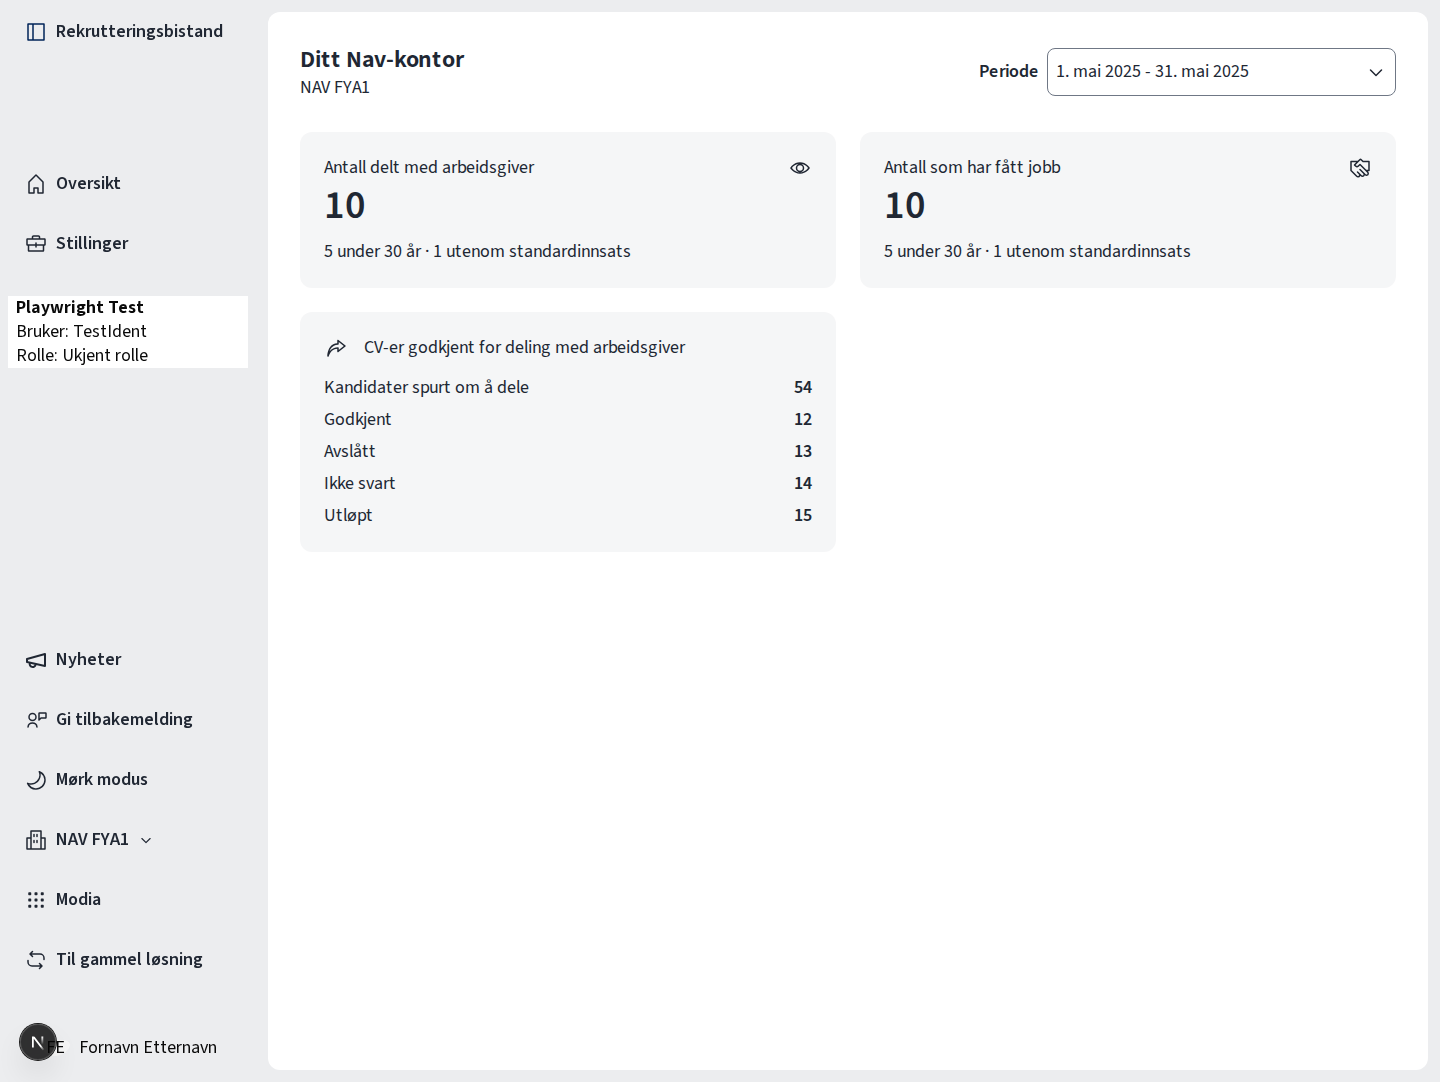 Rekrutteringsbistand
Oversikt
Stillinger
Playwright Test
Bruker: TestIdent
Rolle: Ukjent rolle
Nyheter
Gi tilbakemelding
Mørk modus
NAV FYA1
Modia
Til gammel løsning
N
FE Fornavn Etternavn
Ditt Nav-kontor
NAV FYA1
Periode 1. mai 2025 - 31. mai 2025
Antall delt med arbeidsgiver
10
5 under 30 år · 1 utenom standardinnsats
Antall som har fått jobb
10
5 under 30 år · 1 utenom standardinnsats
CV-er godkjent for deling med arbeidsgiver
Kandidater spurt om å dele 54
Godkjent 12
Avslått 13
Ikke svart 14
Utløpt 15